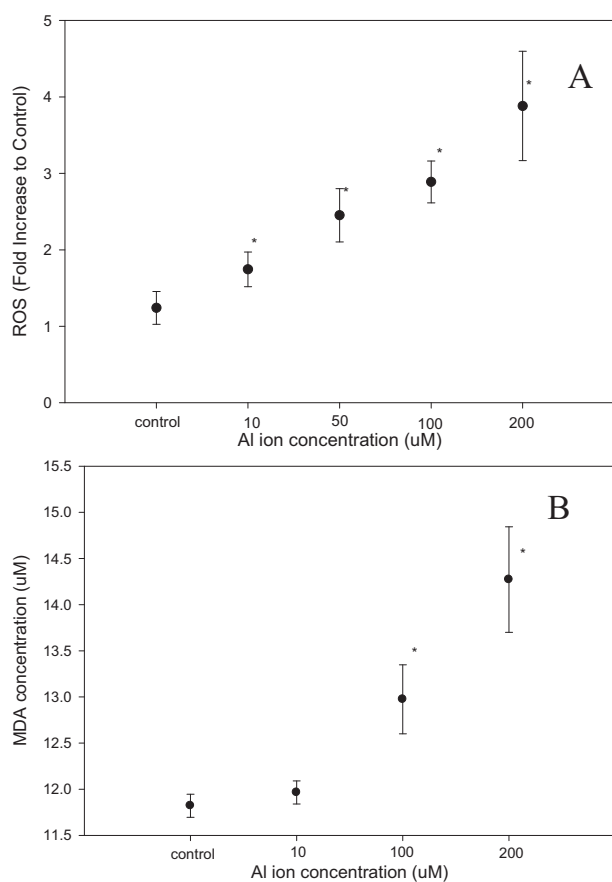 5
A
4
*
*
3
*
*
2
1
0
ROS (Fold Increase to Control)
control 10 50 100 200
Al ion concentration (uM)
15.5
B
15.0
14.5
*
14.0
13.5
*
13.0
12.5
12.0
11.5
MDA concentration (uM)
control 10 100 200
Al ion concentration (uM)